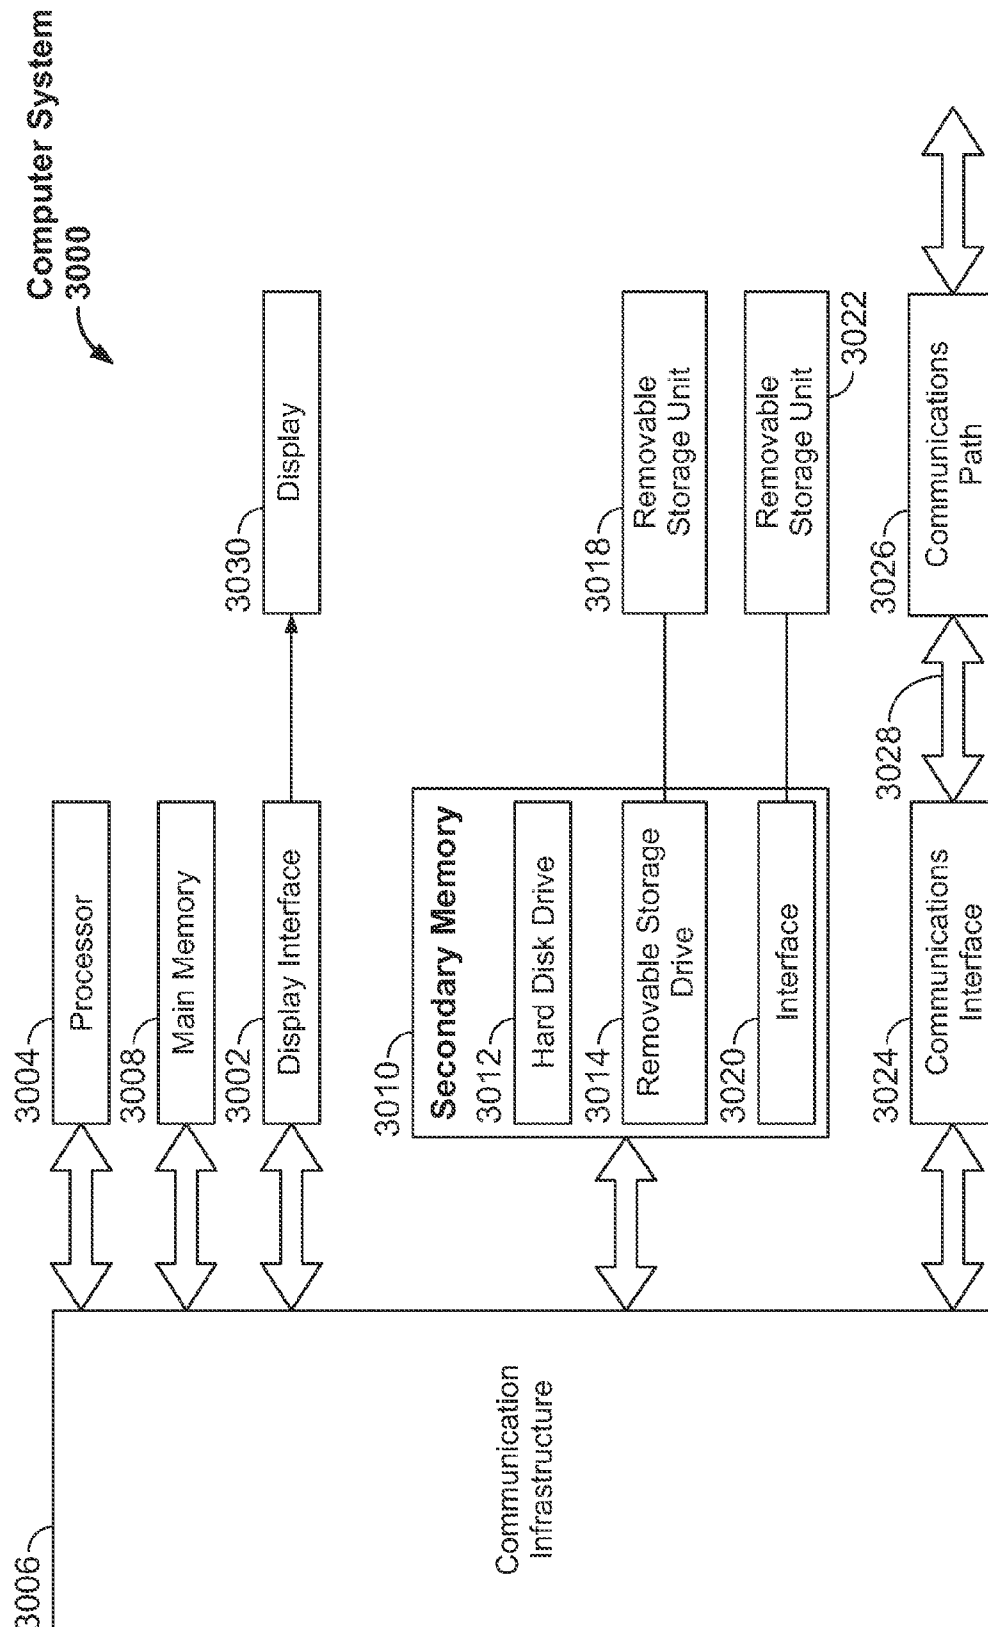 Computer System
3000
3006
Communication
Infrastructure
3004
Processor
3008
Main Memory
3002
Display Interface
3030
Display
3010
Secondary Memory
3012
Hard Disk Drive
3014
Removable Storage
Drive
3018
Removable
Storage Unit
3020
Interface
Removable
Storage Unit
3022
3024
Communications
Interface
3028
3026
Communications
Path